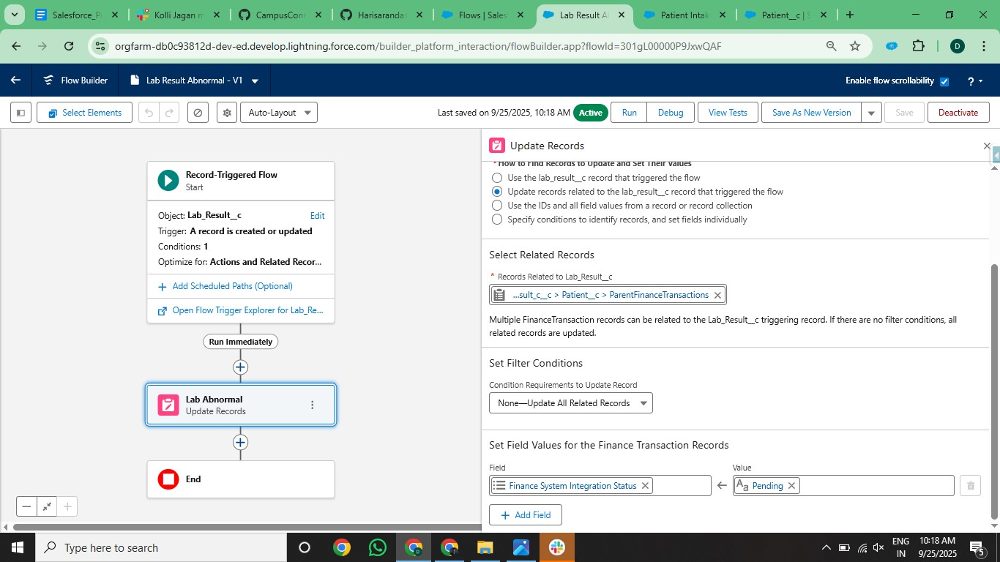 Salesforce_P
Kolli Jagan m
CampusConn
Harisarandas
Flows | Sales
Lab Result A
Patient Intak
Patient__c | S
orgfarm-db0c93812d-dev-ed.develop.lightning.force.com/builder_platform_interaction/flowBuilder.app?flowId=301gL00000P9JxwQAF
D
Flow Builder
Lab Result Abnormal - V1
Enable flow scrollability
?
Select Elements
Auto-Layout
Last saved on 9/25/2025, 10:18 AM
Active
Run
Debug
View Tests
Save As New Version
Save
Deactivate
Record-Triggered Flow
Start
Object: Lab_Result__c
Edit
Trigger: A record is created or updated
Conditions: 1
Optimize for: Actions and Related Recor...
Add Scheduled Paths (Optional)
Open Flow Trigger Explorer for Lab_Re...
Run Immediately
Lab Abnormal
Update Records
End
Update Records
*How to Find Records to Update and Set Their Values
Use the lab_result__c record that triggered the flow
Update records related to the lab_result__c record that triggered the flow
Use the IDs and all field values from a record or record collection
Specify conditions to identify records, and set fields individually
Select Related Records
* Records Related to Lab_Result__c
...sult_c__c > Patient__c > ParentFinanceTransactions
Multiple FinanceTransaction records can be related to the Lab_Result__c triggering record. If there are no filter conditions, all
related records are updated.
Set Filter Conditions
Condition Requirements to Update Record
None—Update All Related Records
Set Field Values for the Finance Transaction Records
Field
Value
Finance System Integration Status
Aa Pending
Add Field
Type here to search
ENG
IN
10:18 AM
9/25/2025
5